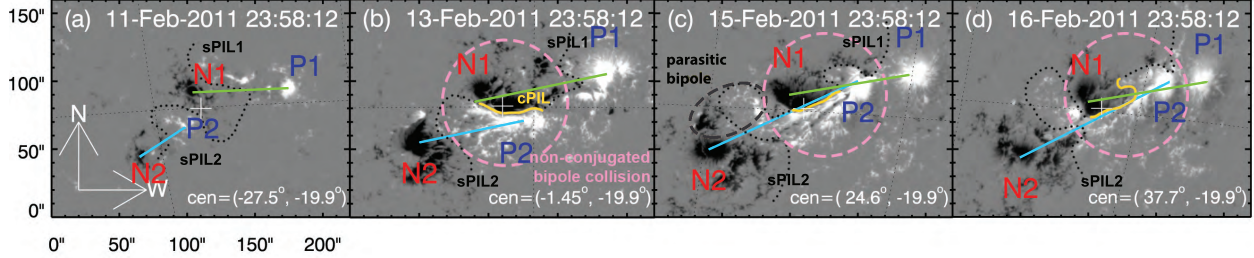 150"
100"
50"
0"
0"
50"
100"
150"
200"
(a) 11-Feb-2011 23:58:12
sPIL1
N1
P1
P2
N
sPIL2
N2
W
cen=(-27.5°, -19.9°)
(b) 13-Feb-2011 23:58:12
sPIL1
P1
N1
cPIL
P2
non-conjugated
bipole collision
N2
sPIL2
cen=(-1.45°, -19.9°)
(c) 15-Feb-2011 23:58:12
sPIL1
P1
N1
parasitic
bipole
P2
N2
sPIL2
cen=( 24.6°, -19.9°)
(d) 16-Feb-2011 23:58:12
P1
N1
P2
N2
sPIL2
cen=( 37.7°, -19.9°)